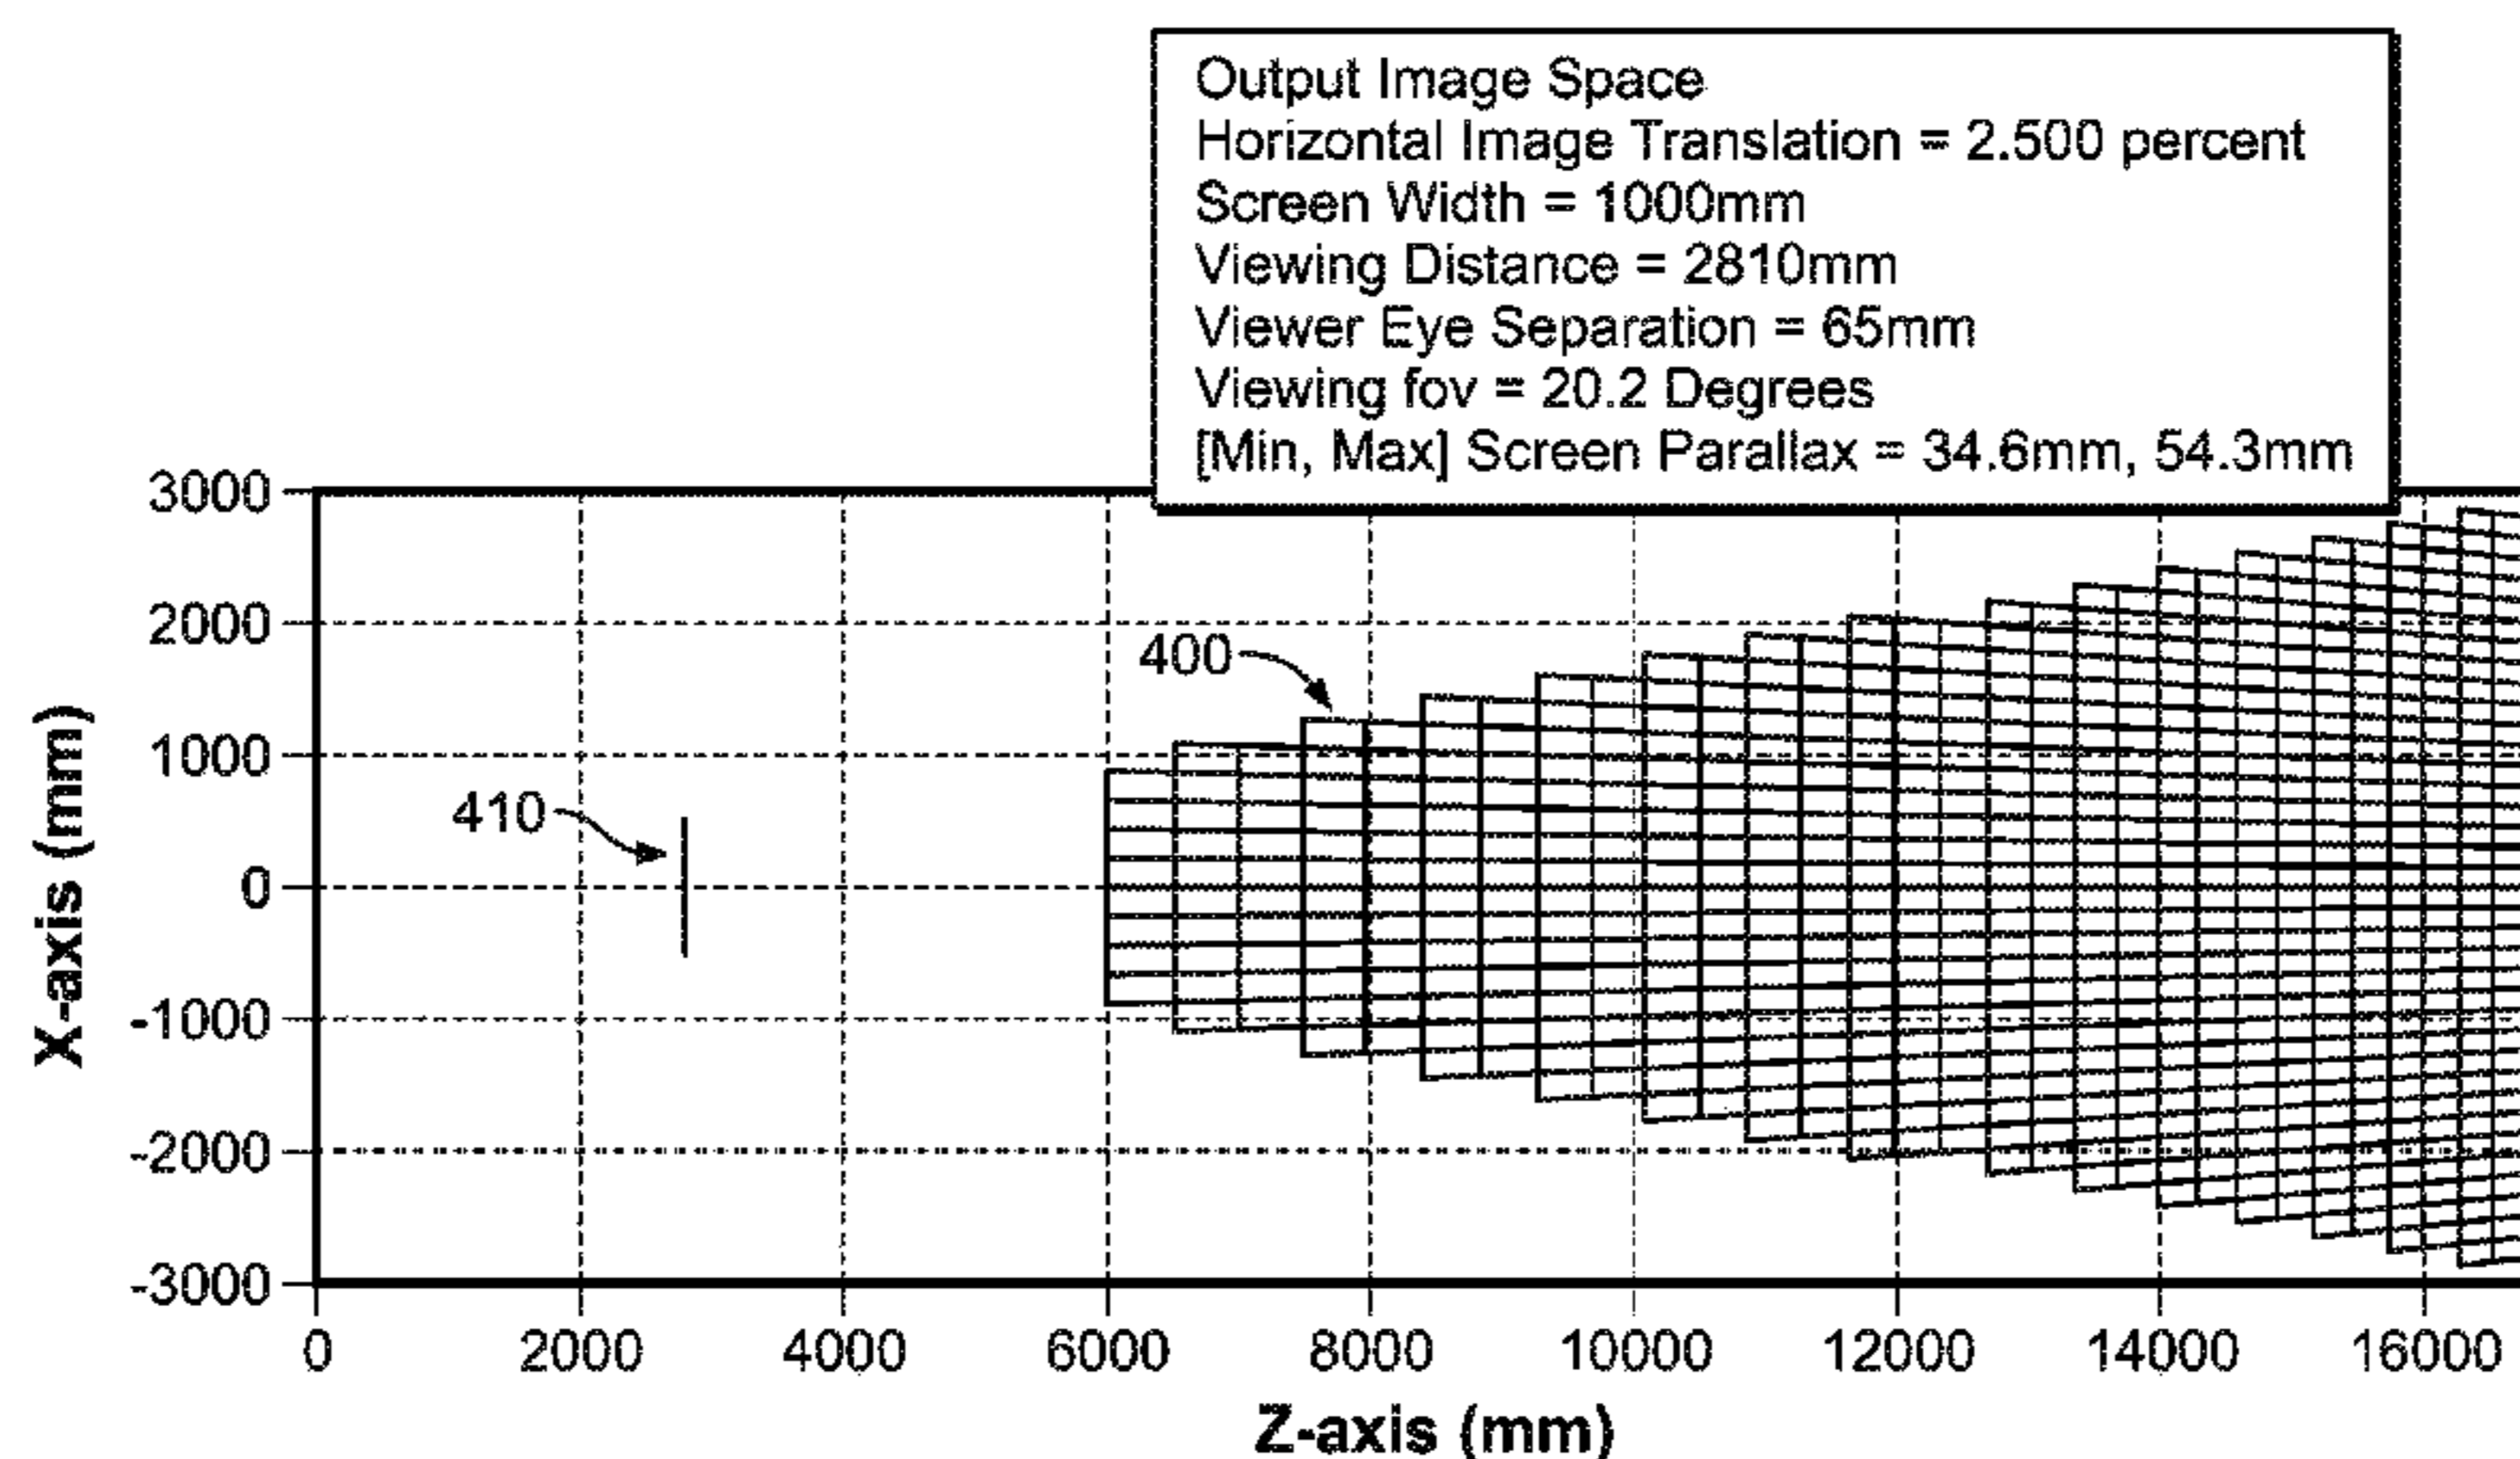 Output Image Space
Horizontal Image Translation = 2.500 percent
Screen Width = 1000mm
Viewing Distance = 2810mm
Viewer Eye Separation = 65mm
Viewing fov = 20.2 Degrees
[Min, Max] Screen Parallax = 34.6mm, 54.3mm
3000
2000
1000
0
-1000
-2000
-3000
X-axis (mm)
400
410
0 2000 4000 6000 8000 10000 12000 14000 16000
Z-axis (mm)